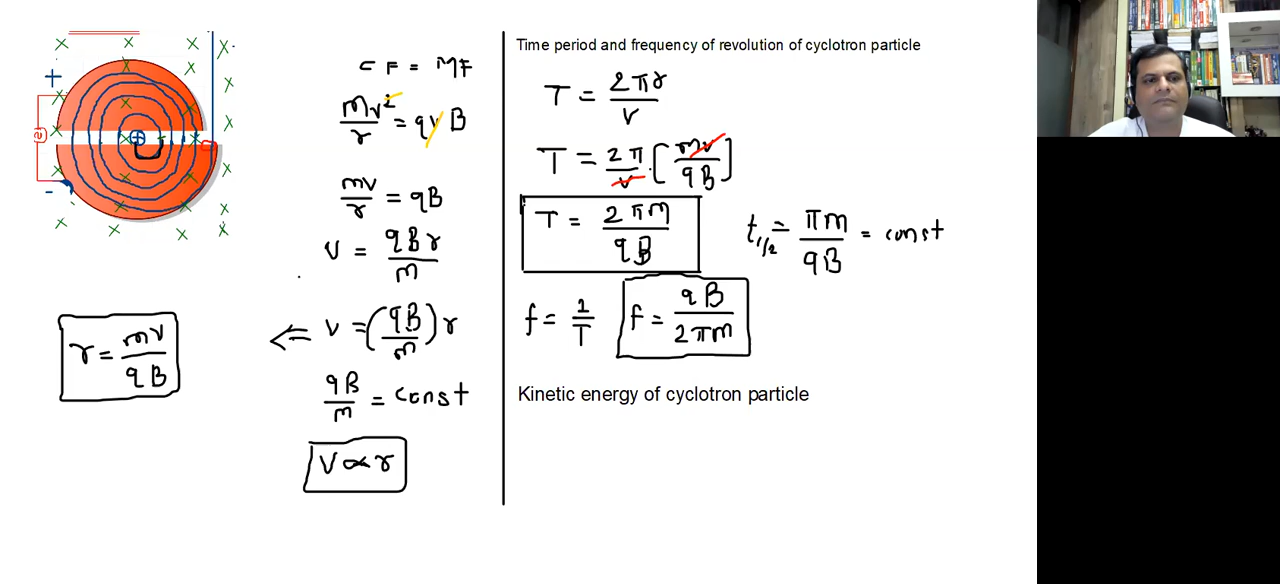 +
-
C F = MF
mv²/r = qvB
mv/r = qB
v = qBr/m
⇐ v = (qB/m) r
r = mv/qB
qB/m = const
v ∝ r
Time period and frequency of revolution of cyclotron particle
T = 2πr/v
T = 2π/v · [mv/qB]
T = 2πm/qB
t1/2 = πm/qB = const
f = 1/T
f = qB/2πm
Kinetic energy of cyclotron particle